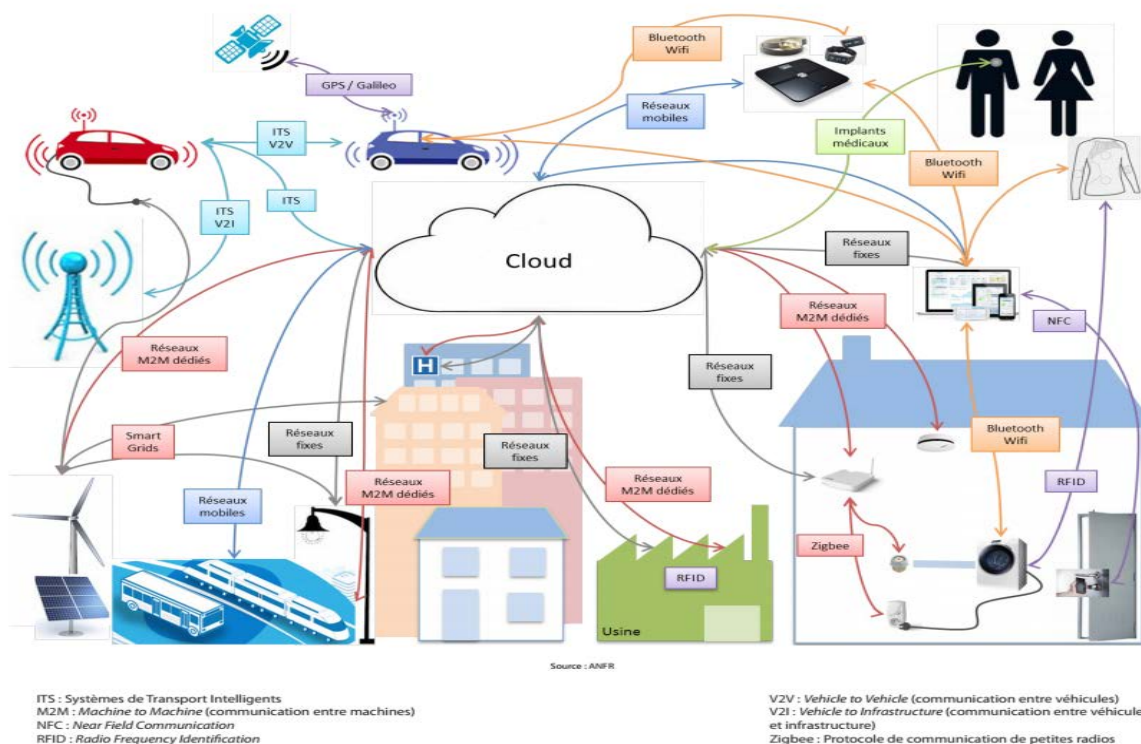 Bluetooth
Wifi
GPS / Galileo
Réseaux
mobiles
ITS
V2V
Implants
médicaux
Bluetooth
Wifi
ITS
V2I
ITS
Cloud
Réseaux
fixes
Réseaux
M2M dédiés
NFC
Réseaux
M2M dédiés
H
Réseaux
fixes
Smart
Grids
Réseaux
fixes
Réseaux
fixes
Bluetooth
Wifi
Réseaux
M2M dédiés
Réseaux
M2M dédiés
RFID
Réseaux
mobiles
Zigbee
RFID
Usine
Source : ANFR
ITS : Systèmes de Transport Intelligents
M2M : Machine to Machine (communication entre machines)
NFC : Near Field Communication
RFID : Radio Frequency Identification
V2V : Vehicle to Vehicle (communication entre véhicules)
V2I : Vehicle to Infrastructure (communication entre véhicule
et infrastructure)
Zigbee : Protocole de communication de petites radios